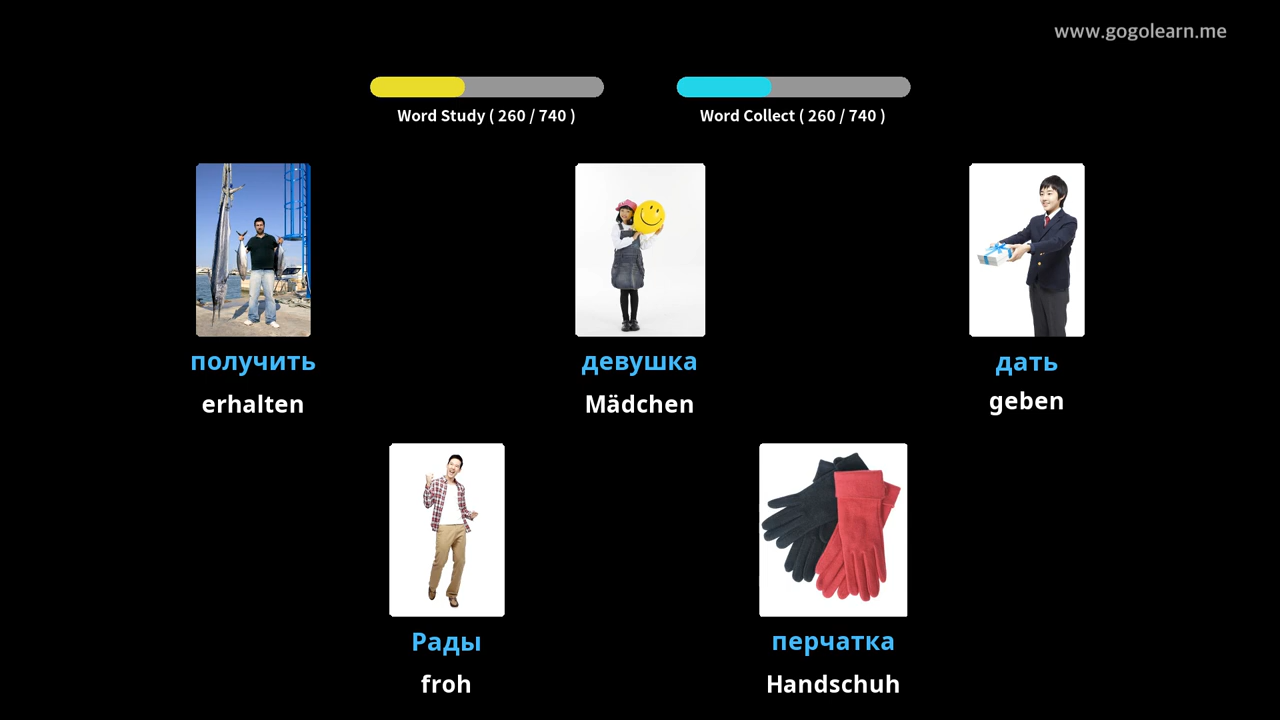 www.gogolearn.me
Word Study ( 260 / 740 )
Word Collect ( 260 / 740 )
получить
девушка
дать
erhalten
Mädchen
geben
Рады
перчатка
froh
Handschuh